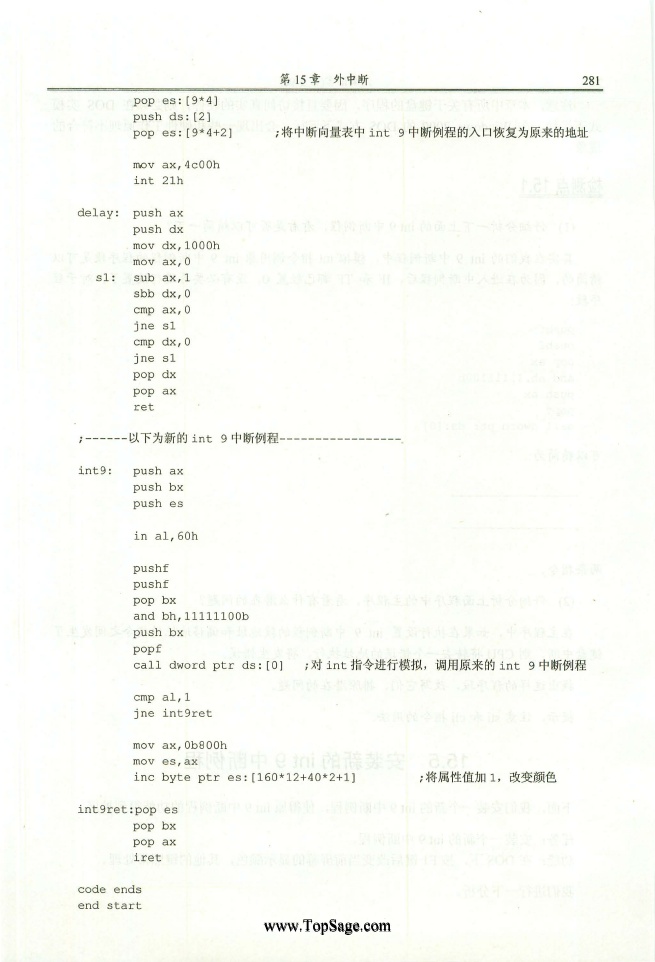 第 15 章 外中断 281
pop es:[9*4]
push ds:[2]
pop es:[9*4+2] ;将中断向量表中 int 9 中断例程的入口恢复为原来的地址
mov ax,4c00h
int 21h
delay: push ax
push dx
mov dx,1000h
mov ax,0
s1: sub ax,1
sbb dx,0
cmp ax,0
jne s1
cmp dx,0
jne s1
pop dx
pop ax
ret
;------以下为新的 int 9 中断例程-----------------
int9: push ax
push bx
push es
in al,60h
pushf
pushf
pop bx
and bh,11111100b
push bx
popf
call dword ptr ds:[0] ;对 int 指令进行模拟，调用原来的 int 9 中断例程
cmp al,1
jne int9ret
mov ax,0b800h
mov es,ax
inc byte ptr es:[160*12+40*2+1] ;将属性值加 1，改变颜色
int9ret:pop es
pop bx
pop ax
iret
code ends
end start
www.TopSage.com